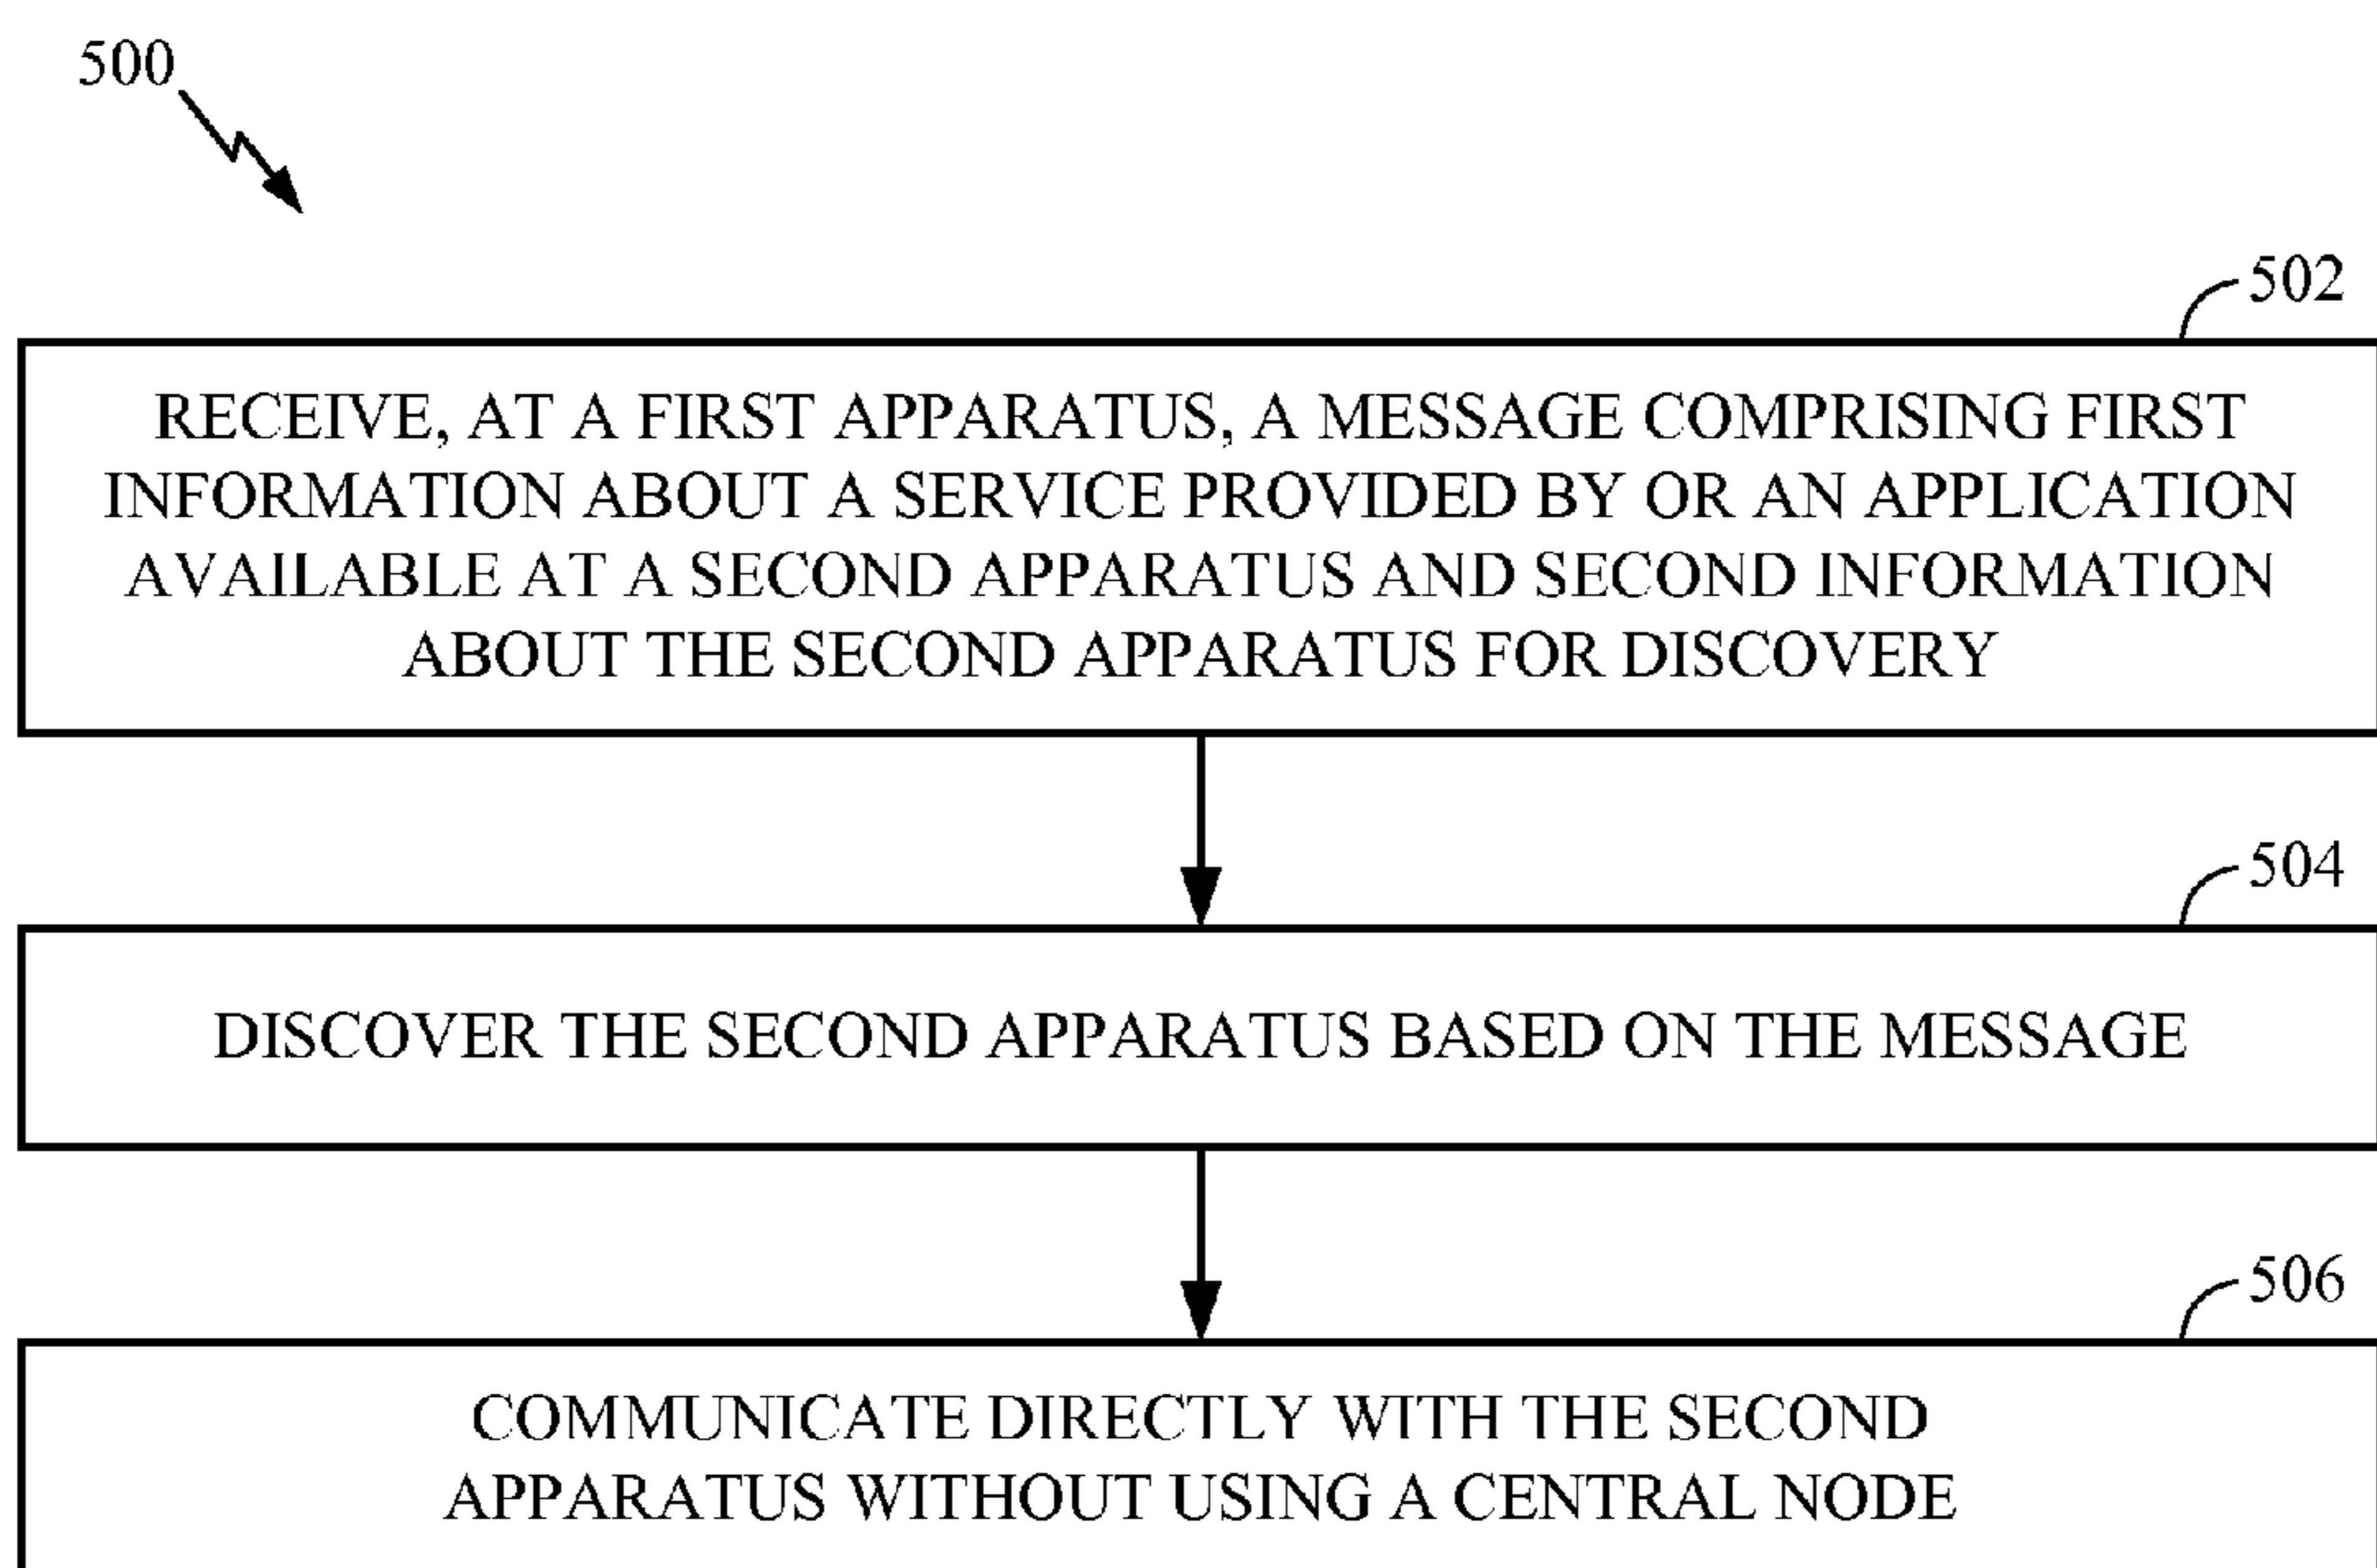 500
502
RECEIVE, AT A FIRST APPARATUS, A MESSAGE COMPRISING FIRST
INFORMATION ABOUT A SERVICE PROVIDED BY OR AN APPLICATION
AVAILABLE AT A SECOND APPARATUS AND SECOND INFORMATION
ABOUT THE SECOND APPARATUS FOR DISCOVERY
504
DISCOVER THE SECOND APPARATUS BASED ON THE MESSAGE
506
COMMUNICATE DIRECTLY WITH THE SECOND
APPARATUS WITHOUT USING A CENTRAL NODE